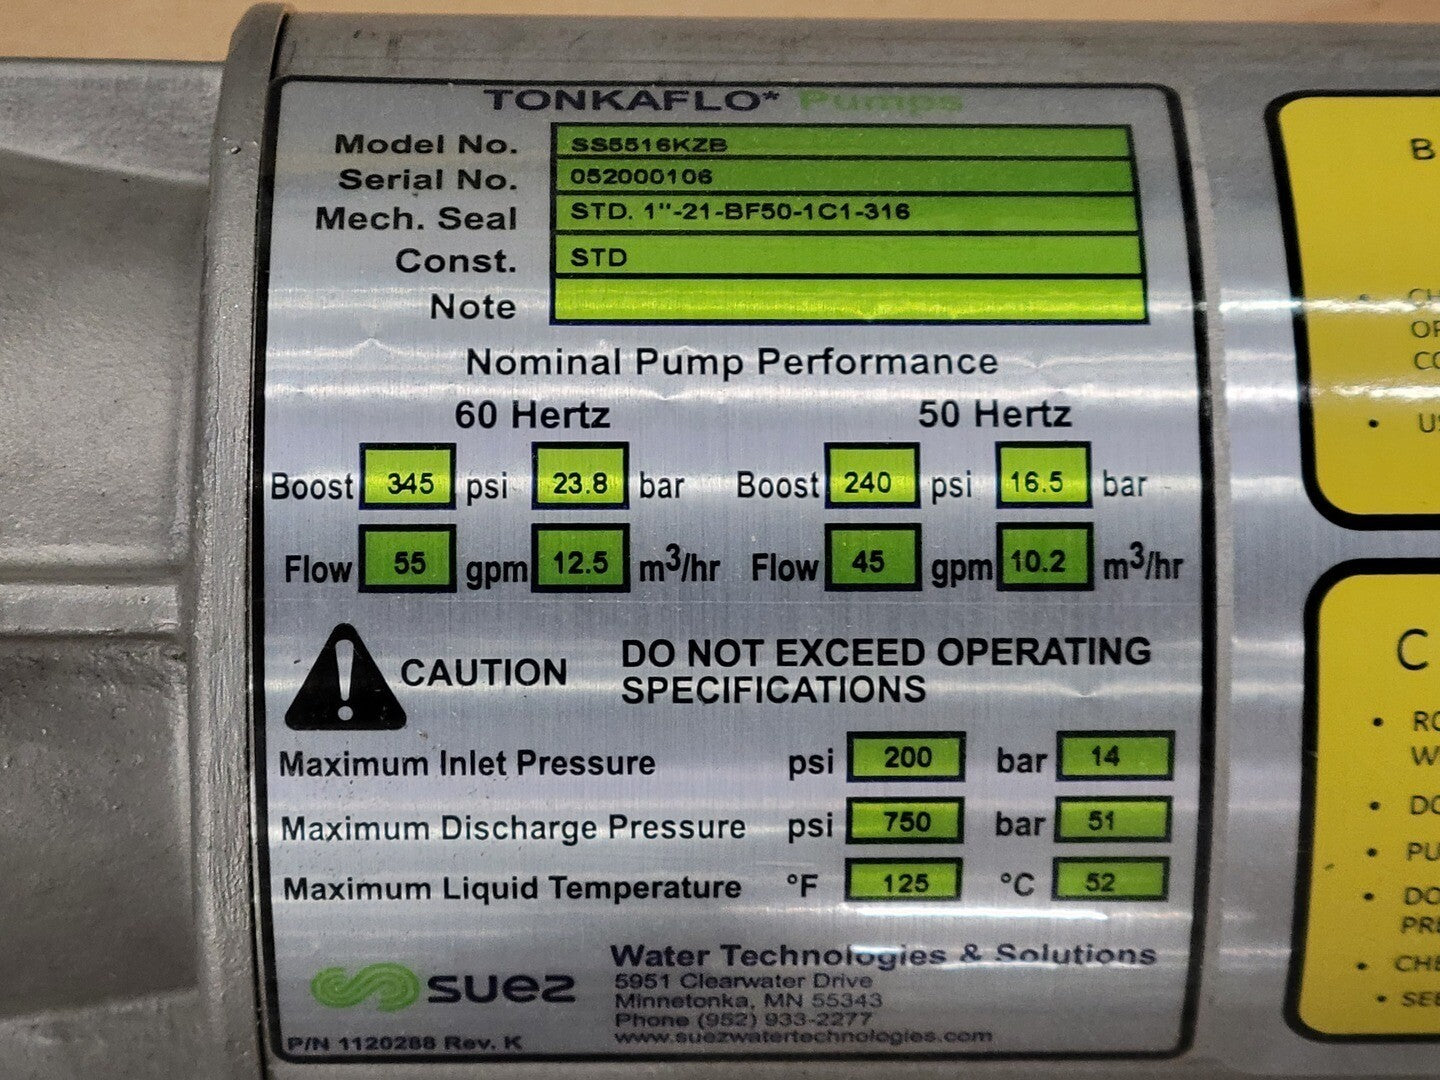 TONKAFLO* Pumps
Model No. SS5516KZB
Serial No. 052000106
Mech. Seal STD. 1"-21-BF50-1C1-316
Const. STD
Note
Nominal Pump Performance
60 Hertz 50 Hertz
Boost 345 psi 23.8 bar Boost 240 psi 16.5 bar
Flow 55 gpm 12.5 m³/hr Flow 45 gpm 10.2 m³/hr
CAUTION DO NOT EXCEED OPERATING
SPECIFICATIONS
Maximum Inlet Pressure psi 200 bar 14
Maximum Discharge Pressure psi 750 bar 51
Maximum Liquid Temperature °F 125 °C 52
suez
Water Technologies & Solutions
5951 Clearwater Drive
Minnetonka, MN 55343
Phone (952) 933-2277
www.suezwatertechnologies.com
P/N 1120288 Rev. K